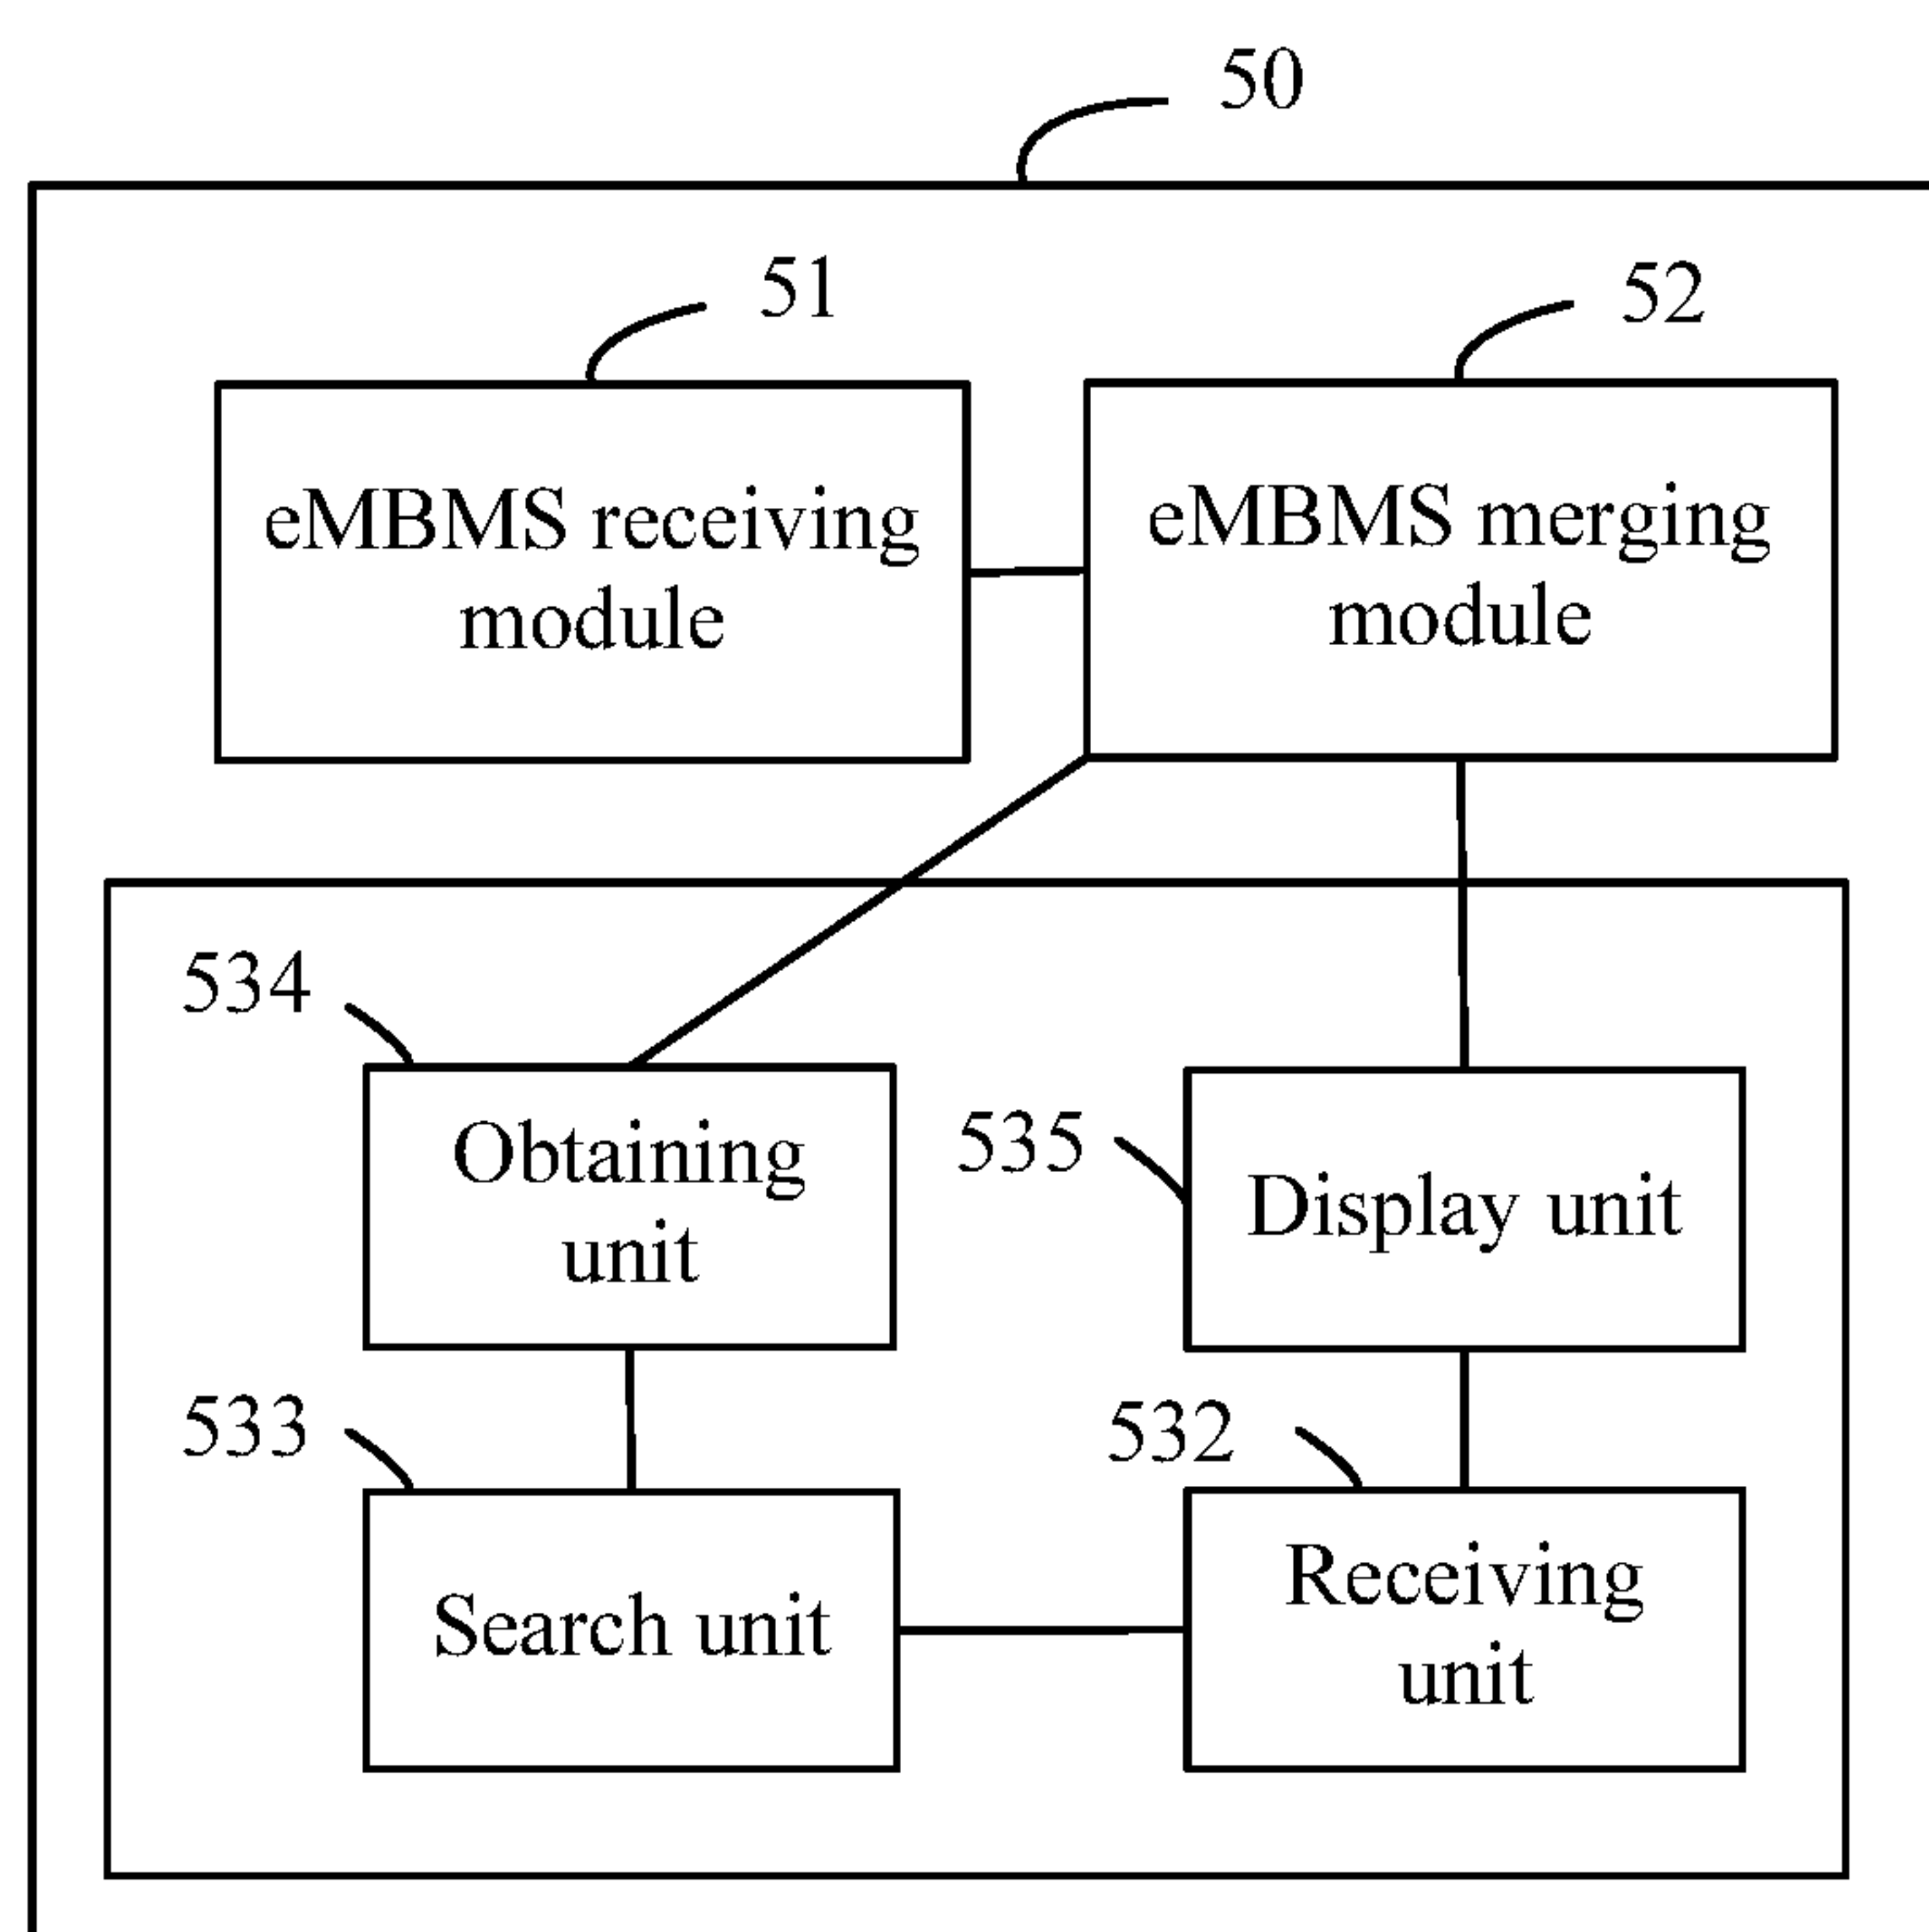 50
51
52
eMBMS receiving
module
eMBMS merging
module
534
Obtaining
unit
535
Display unit
533
Search unit
532
Receiving
unit